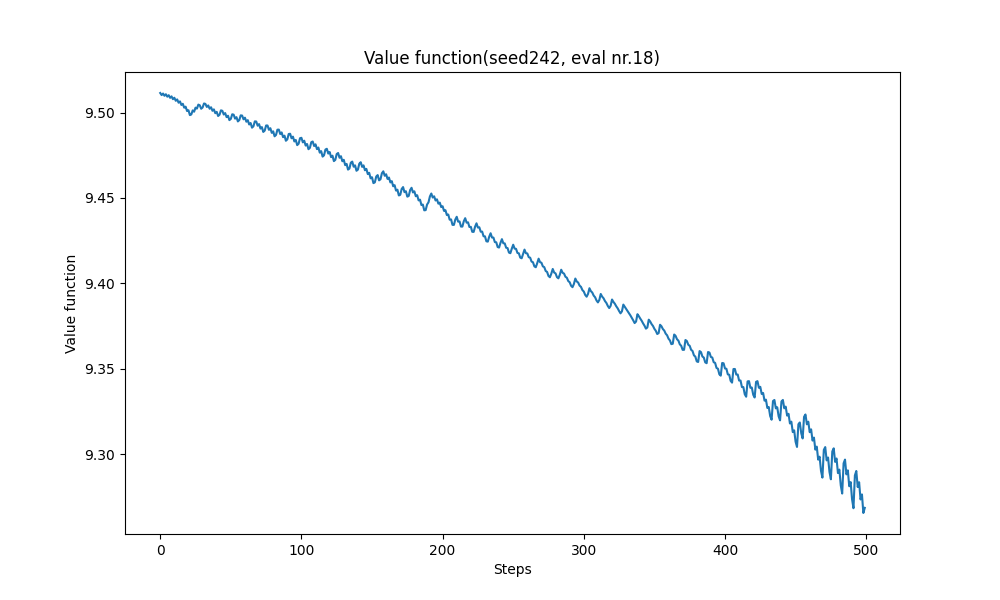 Value function(seed242, eval nr.18)
9.50
9.45
9.40
9.35
9.30
Value function
0 100 200 300 400 500
Steps